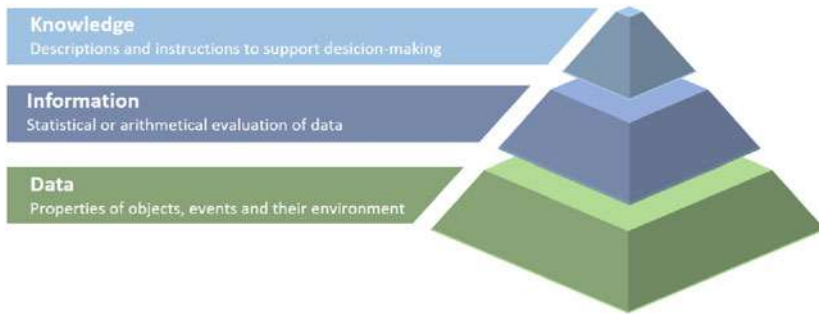 Knowledge
Descriptions and instructions to support desicion-making
Information
Statistical or arithmetical evaluation of data
Data
Properties of objects, events and their environment